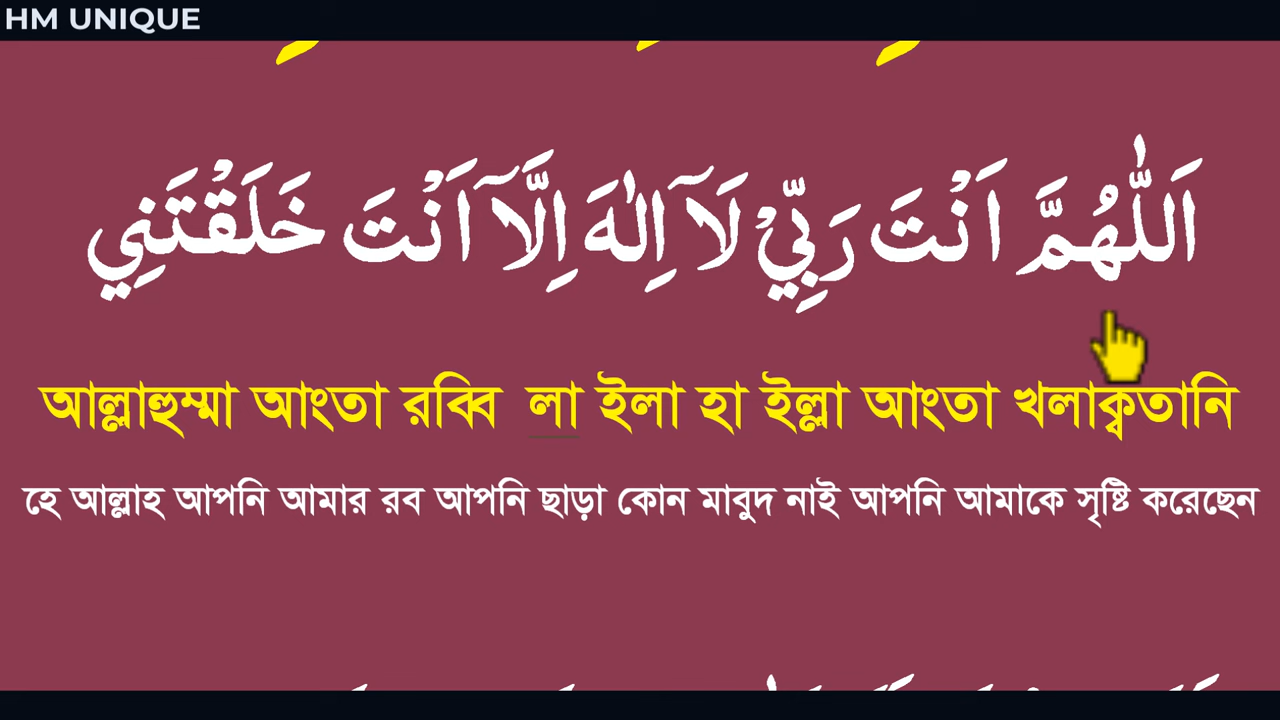 HM UNIQUE
اَللّٰهُمَّ اَنْتَ رَبِّيْ لَآ اِلٰهَ اِلَّآ اَنْتَ خَلَقْتَنِي
আল্লাহুম্মা আংতা রব্বি লা ইলা হা ইল্লা আংতা খলাক্বতানি
হে আল্লাহ আপনি আমার রব আপনি ছাড়া কোন মাবুদ নাই আপনি আমাকে সৃষ্টি করেছেন